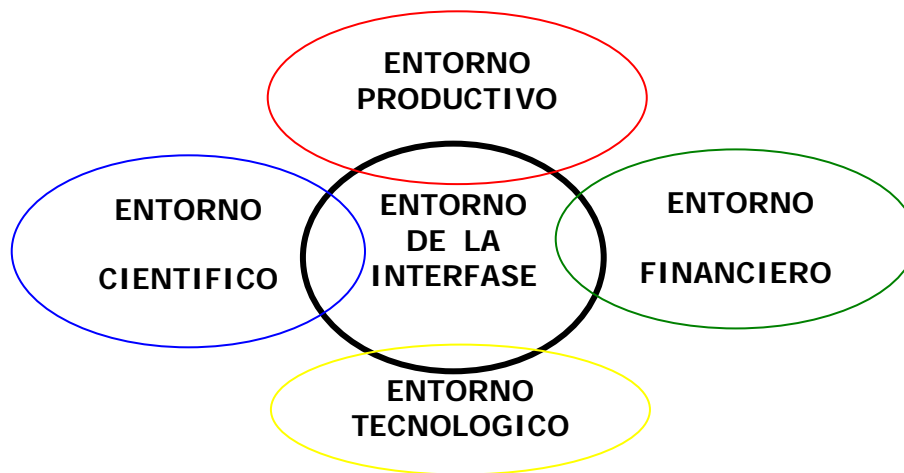 ENTORNO
PRODUCTIVO
ENTORNO
CIENTIFICO
ENTORNO
DE LA
INTERFASE
ENTORNO
FINANCIERO
ENTORNO
TECNOLOGICO